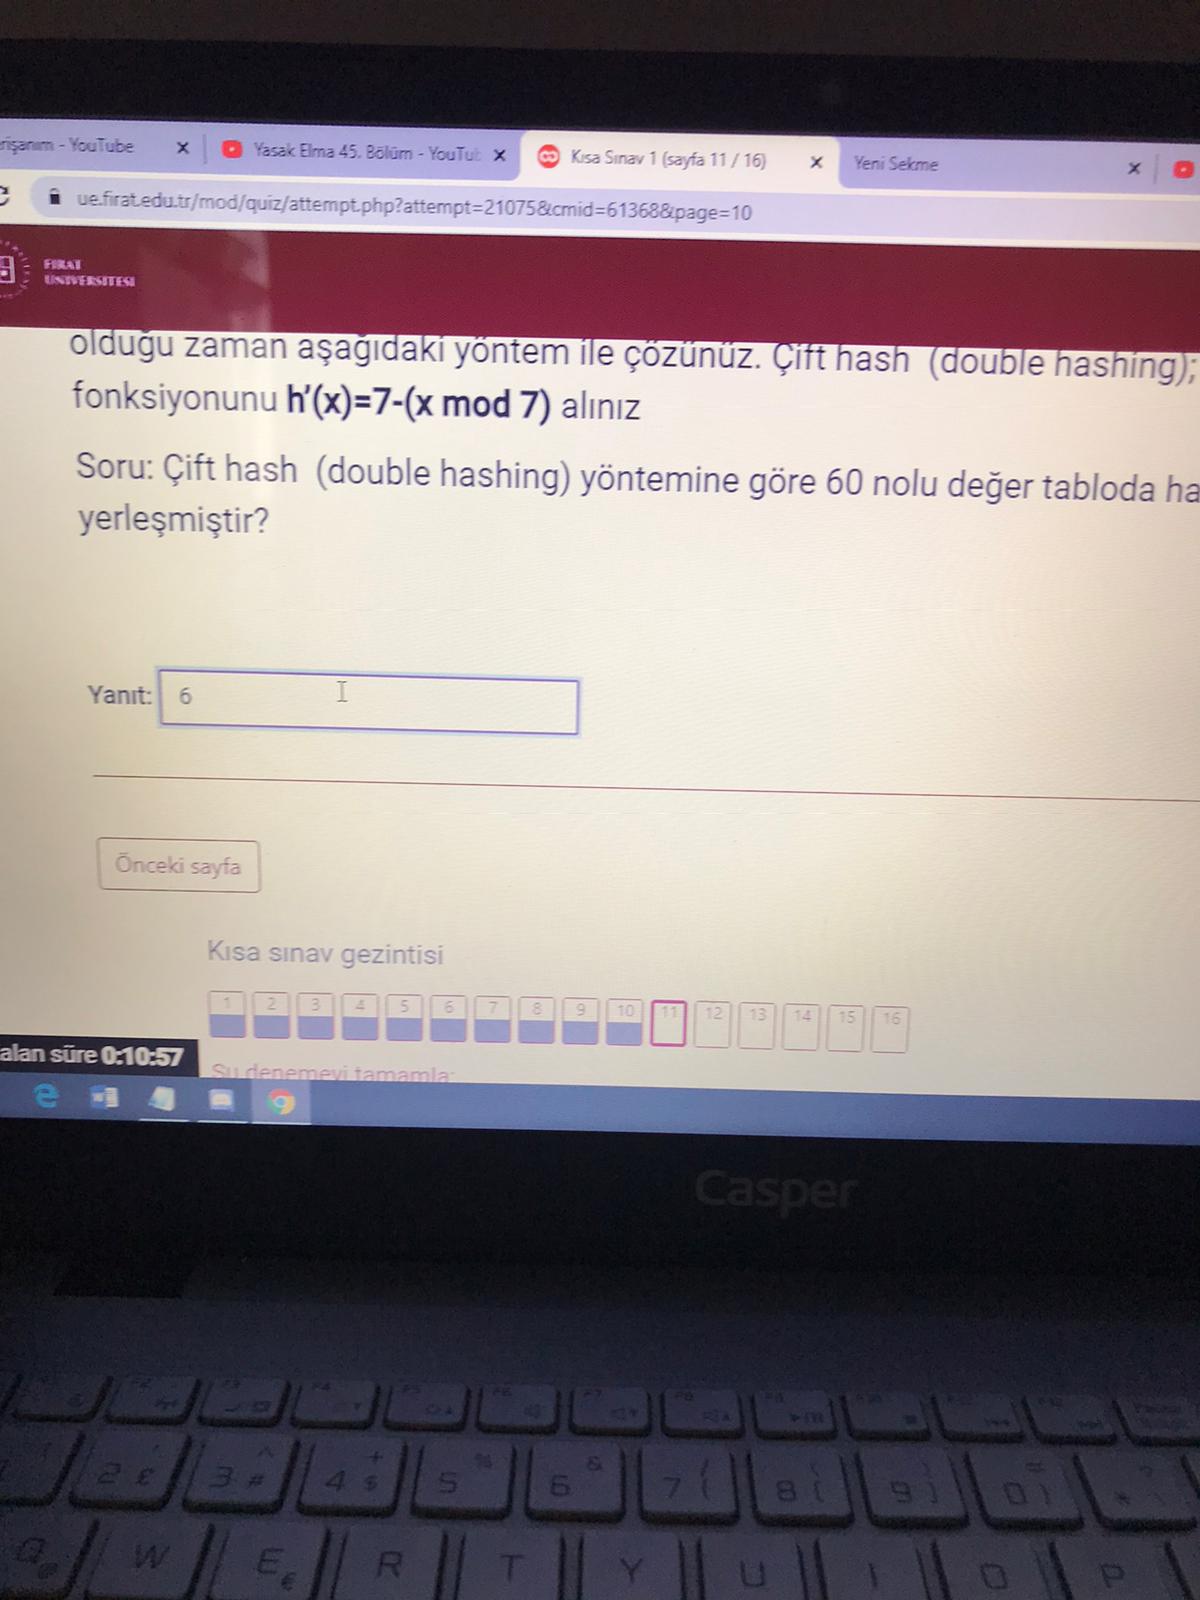 rişanım - YouTube
Yasak Elma 45. Bölüm - YouTub
Kısa Sınav 1 (sayfa 11 / 16)
Yeni Sekme
ue.firat.edu.tr/mod/quiz/attempt.php?attempt=21075&cmid=61368&page=10
FIRAT
ÜNİVERSİTESİ
olduğu zaman aşağıdaki yöntem ile çözünüz. Çift hash (double hashing);
fonksiyonunu h'(x)=7-(x mod 7) alınız
Soru: Çift hash (double hashing) yöntemine göre 60 nolu değer tabloda ha
yerleşmiştir?
Yanıt: 6
Önceki sayfa
Kısa sınav gezintisi
1 2 3 4 5 6 7 8 9 10 11 12 13 14 15 16
alan süre 0:10:57
Şu denemeyi tamamla
Casper
2 £ 3 ^ # 4 + $ 5 % 6 & 7 { 8 9 0
Q @ W E € R T Y U I O P